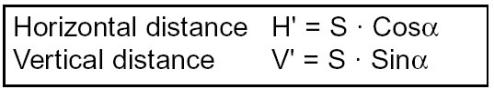 Horizontal distance H' = S · Cosα
Vertical distance V' = S · Sinα